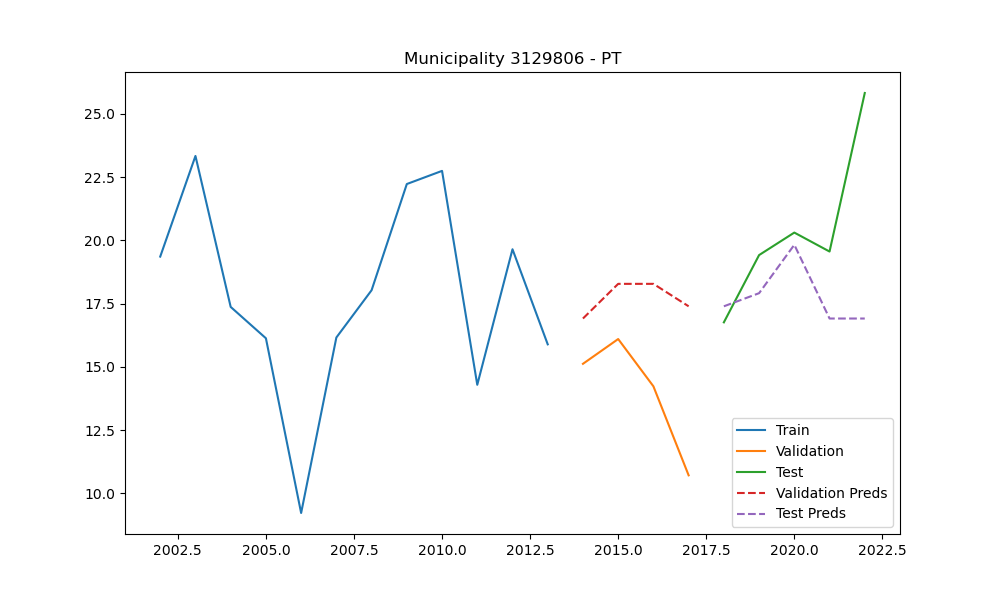 Municipality 3129806 - PT
25.0
22.5
20.0
17.5
15.0
12.5
10.0
2002.5 2005.0 2007.5 2010.0 2012.5 2015.0 2017.5 2020.0 2022.5
Train
Validation
Test
Validation Preds
Test Preds